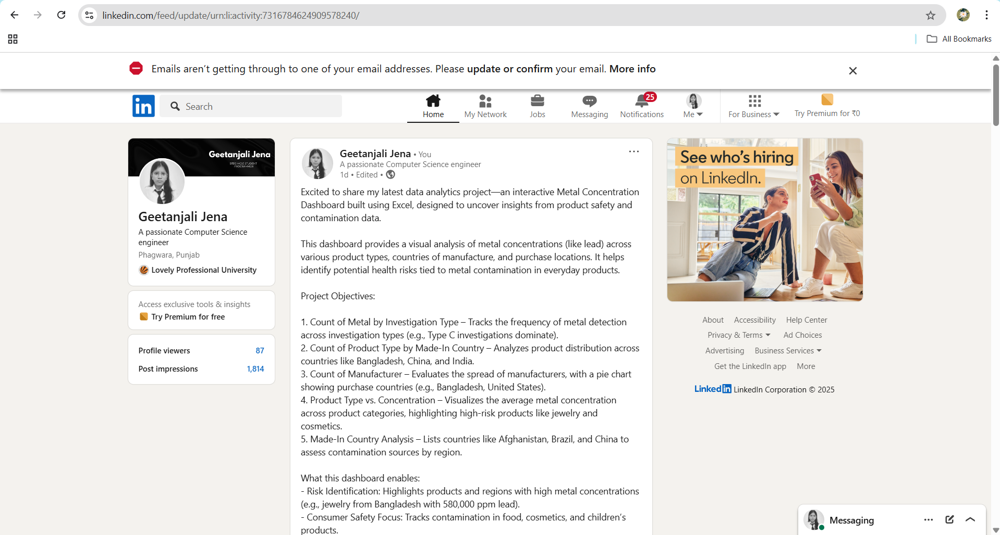 linkedin.com/feed/update/urn:li:activity:7316784624909578240/
All Bookmarks
Emails aren't getting through to one of your email addresses. Please update or confirm your email. More info
in
Search
Home
My Network
Jobs
Messaging
25
Notifications
Me
For Business
Try Premium for ₹0
Geetanjali Jena
BTECH-CSE STUDENT
PROGRAMMER
Geetanjali Jena
A passionate Computer Science
engineer
Phagwara, Punjab
Lovely Professional University
Access exclusive tools & insights
Try Premium for free
Profile viewers 87
Post impressions 1,814
Geetanjali Jena • You
A passionate Computer Science engineer
1d • Edited •
Excited to share my latest data analytics project—an interactive Metal Concentration
Dashboard built using Excel, designed to uncover insights from product safety and
contamination data.
This dashboard provides a visual analysis of metal concentrations (like lead) across
various product types, countries of manufacture, and purchase locations. It helps
identify potential health risks tied to metal contamination in everyday products.
Project Objectives:
1. Count of Metal by Investigation Type – Tracks the frequency of metal detection
across investigation types (e.g., Type C investigations dominate).
2. Count of Product Type by Made-In Country – Analyzes product distribution across
countries like Bangladesh, China, and India.
3. Count of Manufacturer – Evaluates the spread of manufacturers, with a pie chart
showing purchase countries (e.g., Bangladesh, United States).
4. Product Type vs. Concentration – Visualizes the average metal concentration
across product categories, highlighting high-risk products like jewelry and
cosmetics.
5. Made-In Country Analysis – Lists countries like Afghanistan, Brazil, and China to
assess contamination sources by region.
What this dashboard enables:
- Risk Identification: Highlights products and regions with high metal concentrations
(e.g., jewelry from Bangladesh with 580,000 ppm lead).
- Consumer Safety Focus: Tracks contamination in food, cosmetics, and children's
products.
See who's hiring
on LinkedIn.
About Accessibility Help Center
Privacy & Terms Ad Choices
Advertising Business Services
Get the LinkedIn app More
LinkedIn LinkedIn Corporation © 2025
Messaging